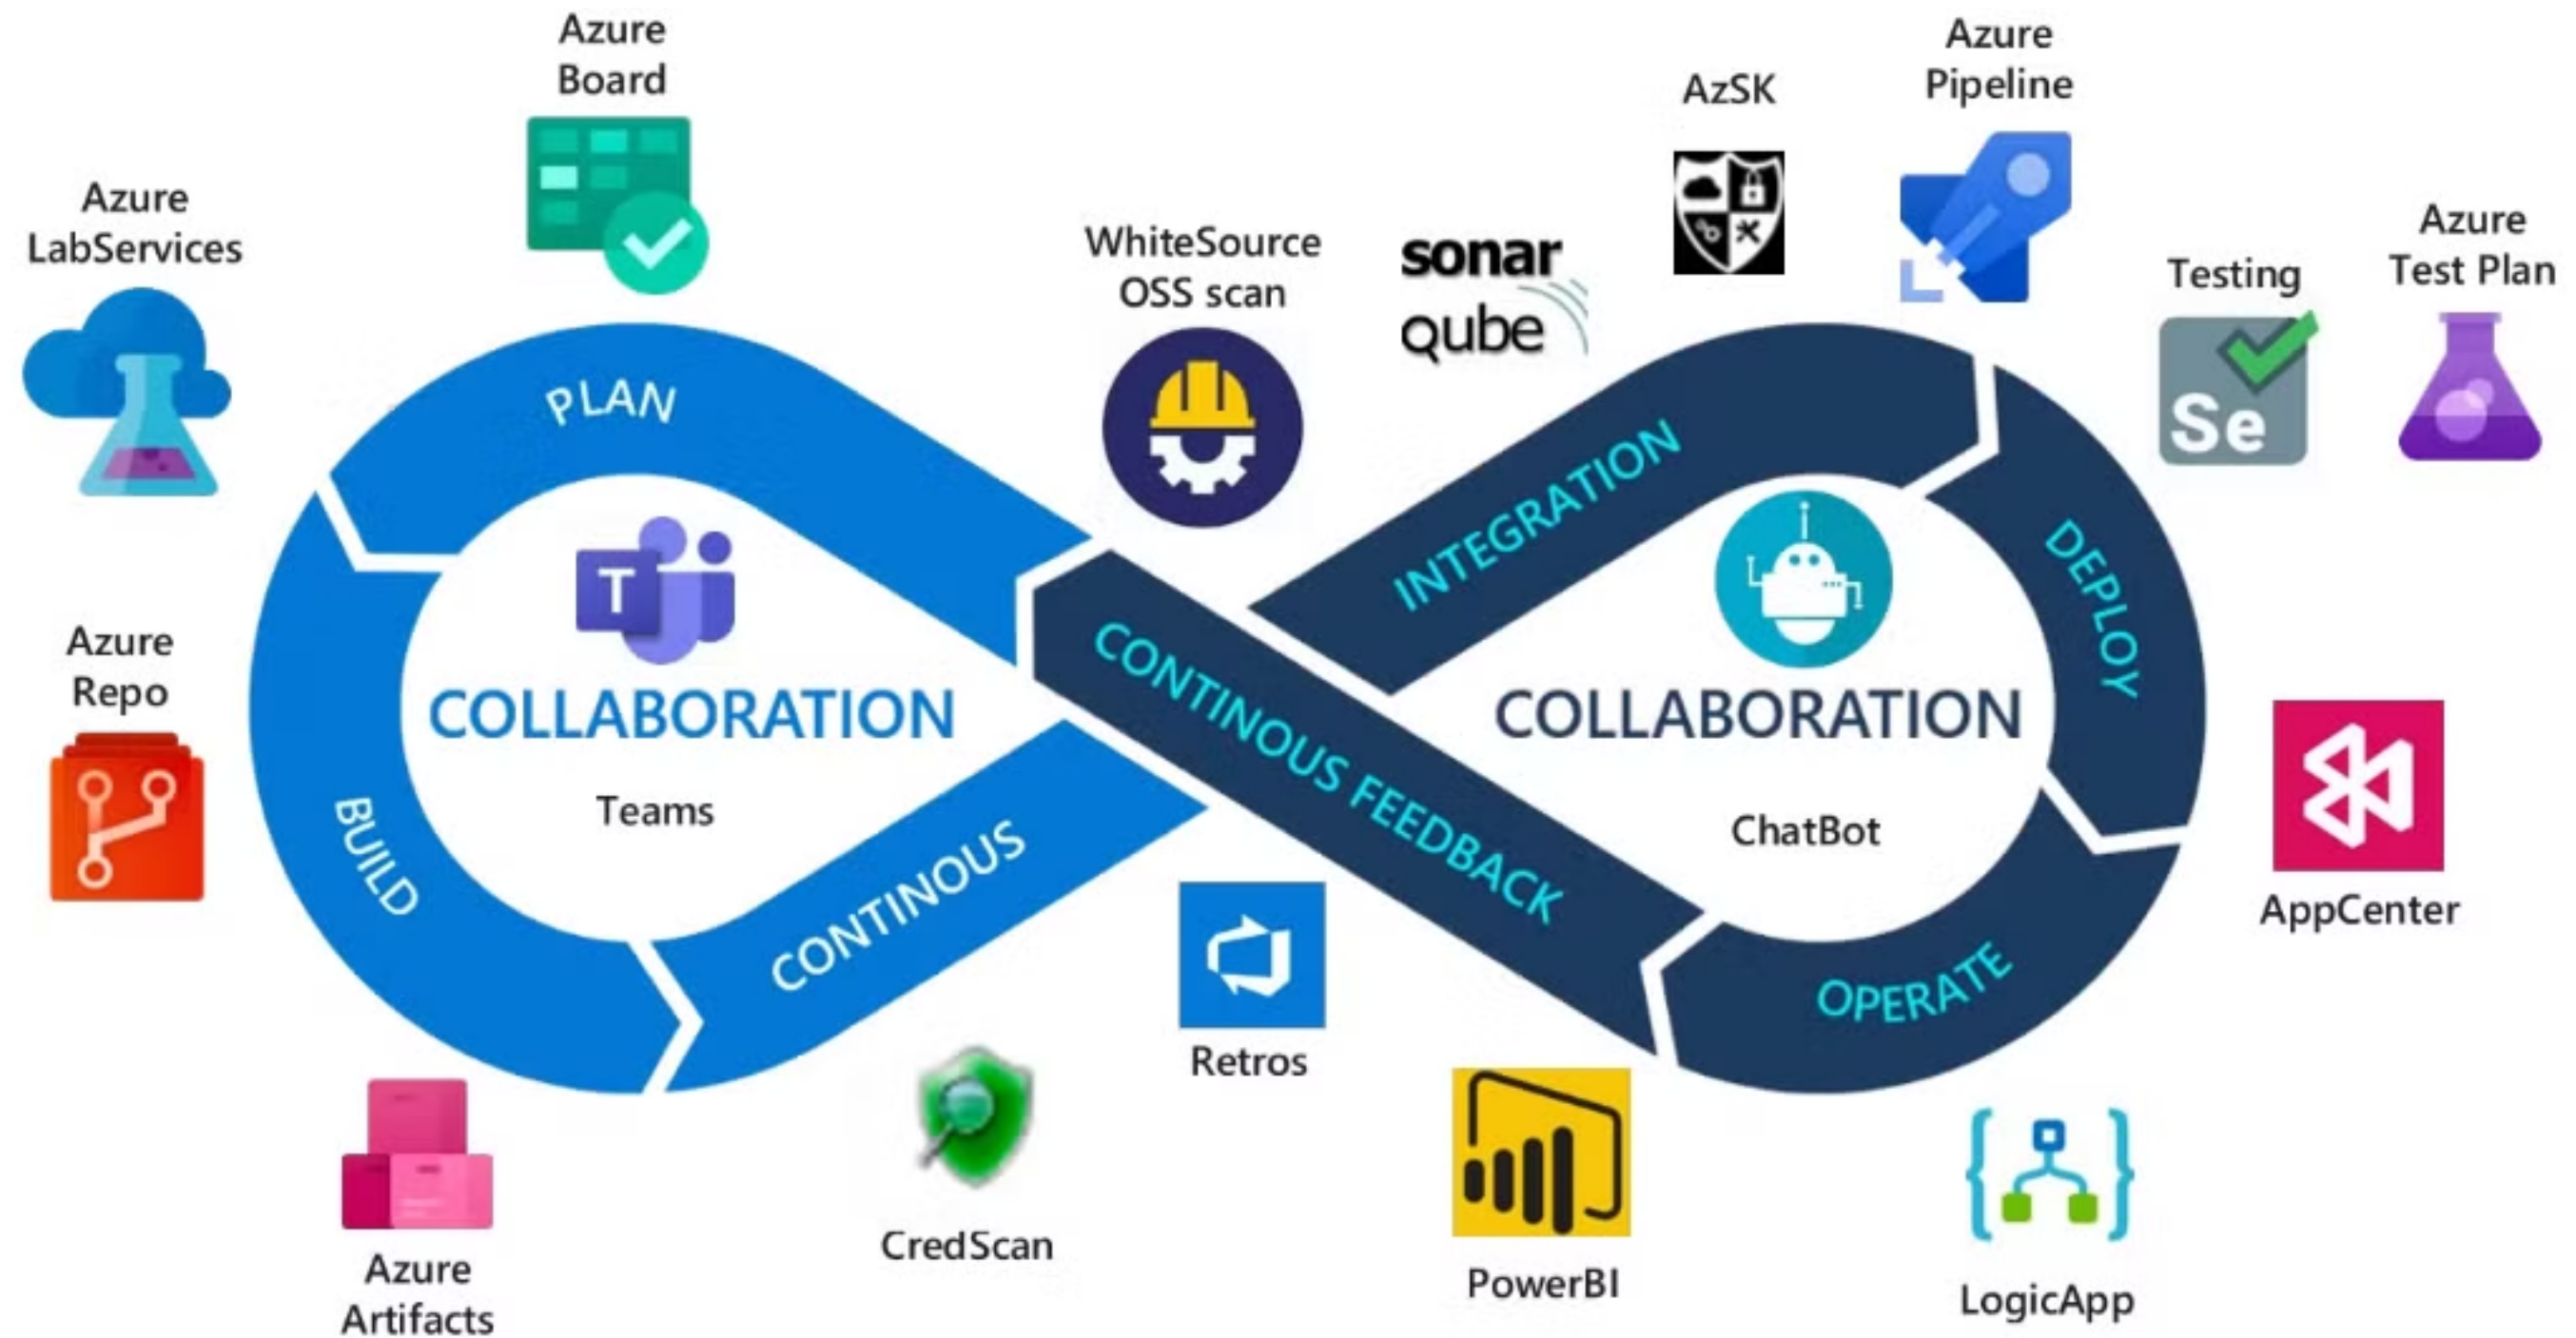 Azure
Board
Azure
Pipeline
AzSK
Azure
LabServices
Azure
Test Plan
WhiteSource
OSS scan
sonar
qube
Testing
Se
PLAN
INTEGRATION
DEPLOY
T
Azure
Repo
COLLABORATION
Teams
CONTINOUS FEEDBACK
COLLABORATION
ChatBot
BUILD
CONTINOUS
AppCenter
OPERATE
Retros
CredScan
PowerBI
LogicApp
Azure
Artifacts